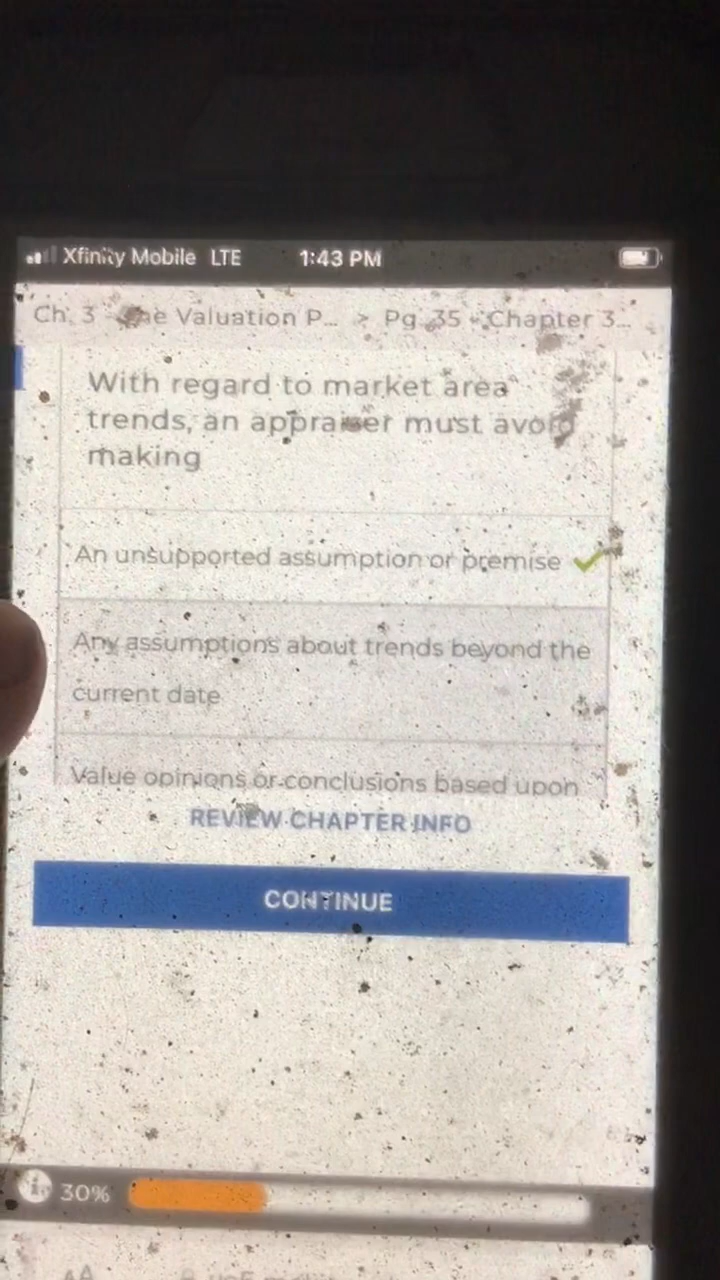 Xfinity Mobile LTE 1:43 PM
Ch. 3 - The Valuation P... > Pg. 35 - Chapter 3...
With regard to market area
trends, an appraiser must avoid
making
An unsupported assumption or premise
Any assumptions about trends beyond the
current date
Value opinions or conclusions based upon
REVIEW CHAPTER INFO
CONTINUE
30%
AA